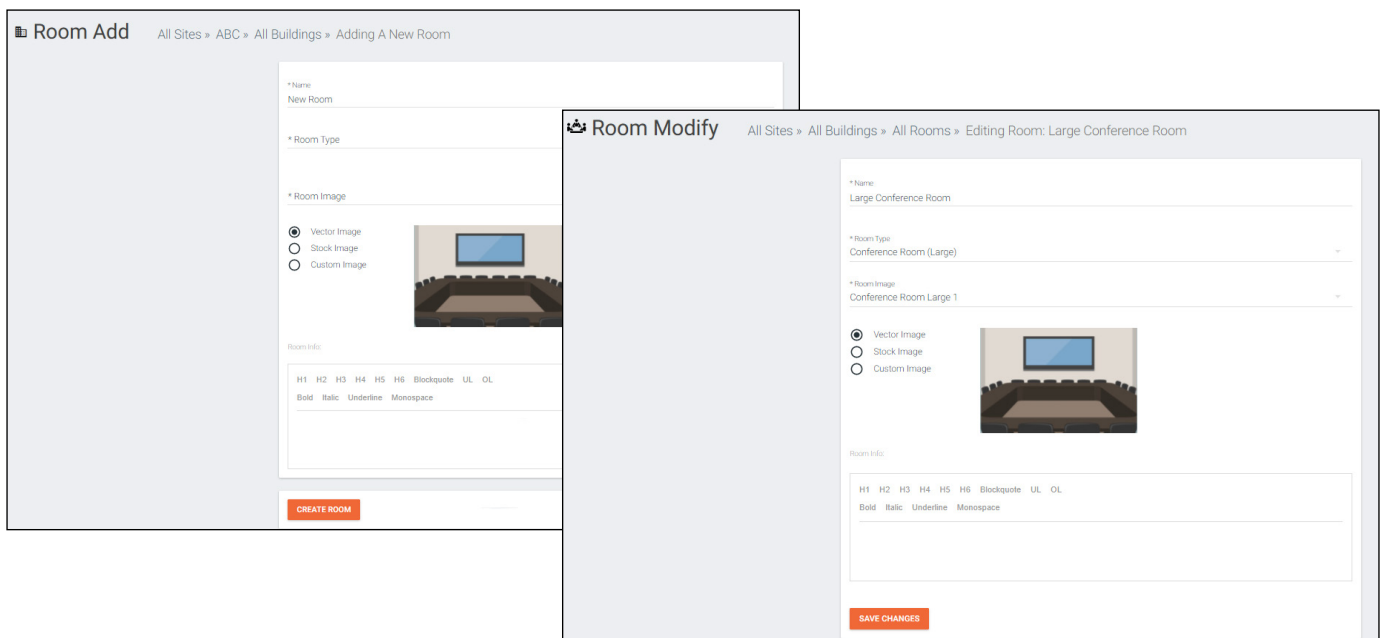 Room Add
All Sites » ABC » All Buildings » Adding A New Room
* Name
New Room
* Room Type
* Room Image
Vector Image
Stock Image
Custom Image
Room Info:
H1 H2 H3 H4 H5 H6 Blockquote UL OL
Bold Italic Underline Monospace
CREATE ROOM
Room Modify
All Sites » All Buildings » All Rooms » Editing Room: Large Conference Room
* Name
Large Conference Room
* Room Type
Conference Room (Large)
* Room Image
Conference Room Large 1
Vector Image
Stock Image
Custom Image
Room Info:
H1 H2 H3 H4 H5 H6 Blockquote UL OL
Bold Italic Underline Monospace
SAVE CHANGES